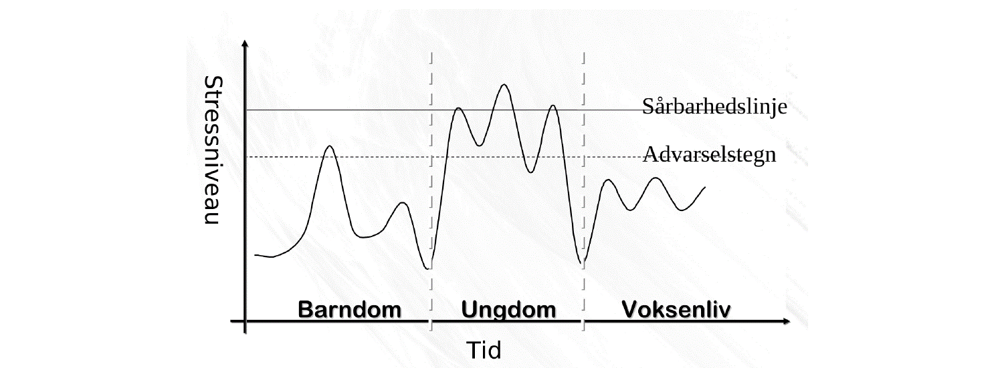 Stressniveau
Sårbarhedslinje
Advarselstegn
Barndom
Ungdom
Voksenliv
Tid